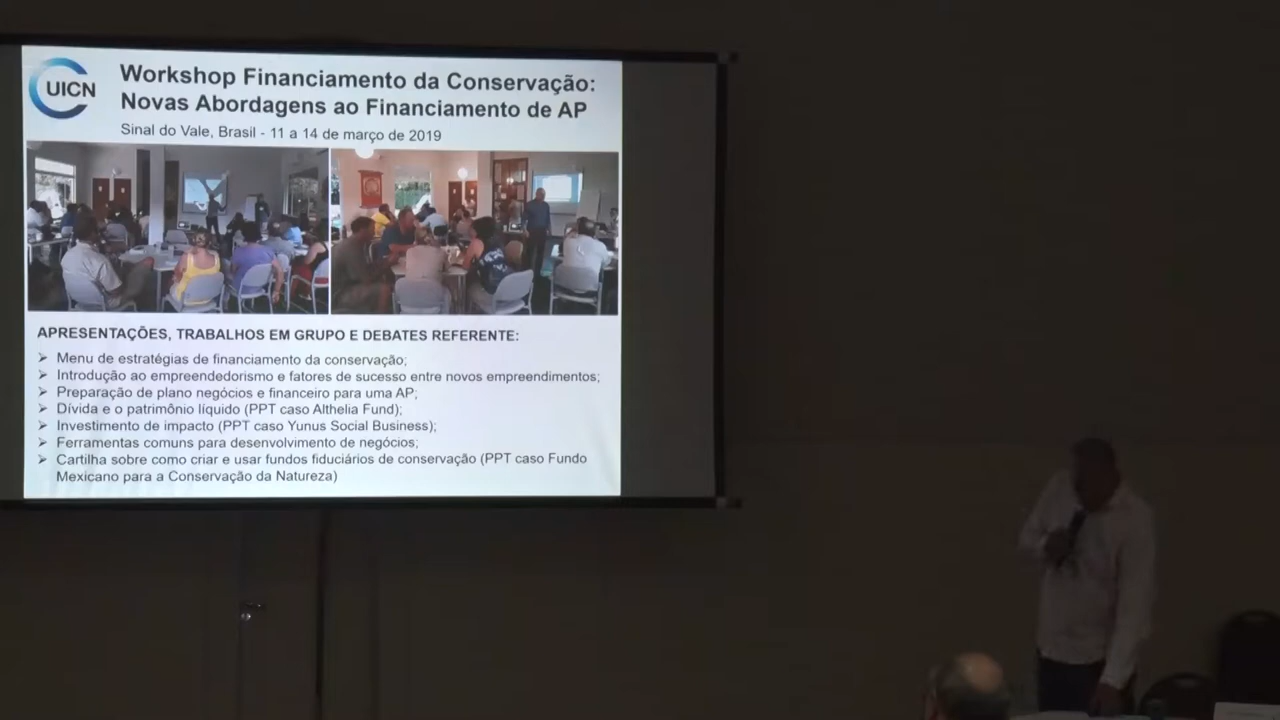 UICN
Workshop Financiamento da Conservação:
Novas Abordagens ao Financiamento de AP
Sinal do Vale, Brasil - 11 a 14 de março de 2019
APRESENTAÇÕES, TRABALHOS EM GRUPO E DEBATES REFERENTE:
➢ Menu de estratégias de financiamento da conservação;
➢ Introdução ao empreendedorismo e fatores de sucesso entre novos empreendimentos;
➢ Preparação de plano negócios e financeiro para uma AP;
➢ Dívida e o patrimônio líquido (PPT caso Althelia Fund);
➢ Investimento de impacto (PPT caso Yunus Social Business);
➢ Ferramentas comuns para desenvolvimento de negócios;
➢ Cartilha sobre como criar e usar fundos fiduciários de conservação (PPT caso Fundo
Mexicano para a Conservação da Natureza)